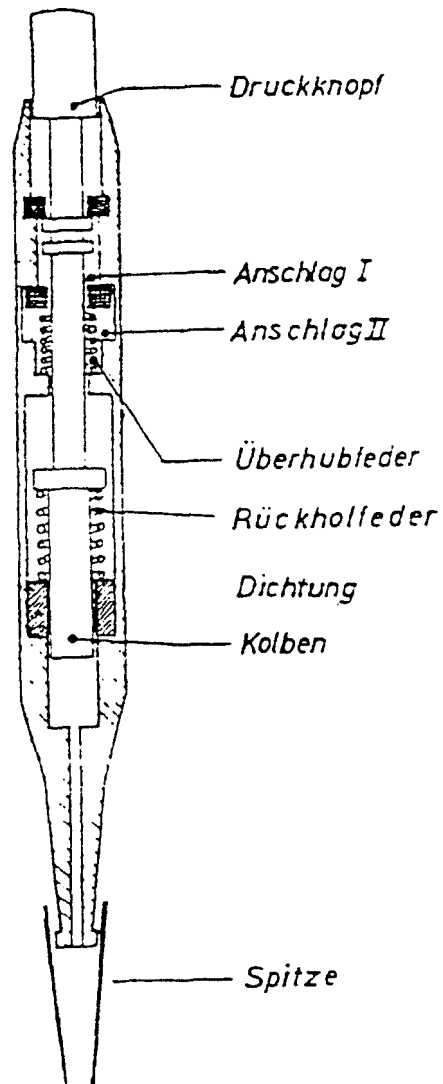 Druckknopf
Anschlag I
Anschlag II
Überhubfeder
Rückholfeder
Dichtung
Kolben
Spitze